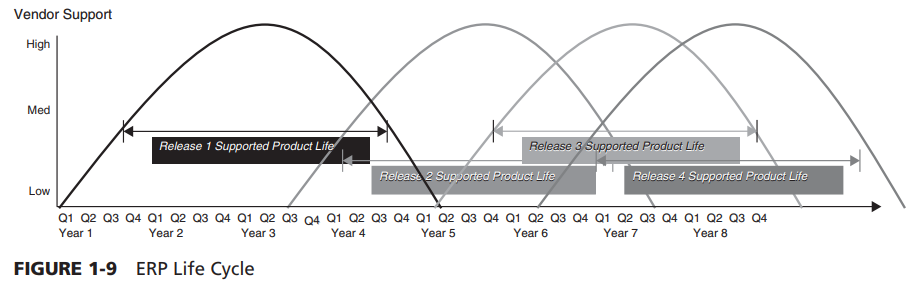 Vendor Support
High
Med
Low
Release 1 Supported Product Life
Release 3 Supported Product Life
Release 2 Supported Product Life
Release 4 Supported Product Life
Q1 Q2 Q3 Q4 Q1 Q2 Q3 Q4 Q1 Q2 Q3 Q4 Q1 Q2 Q3 Q4 Q1 Q2 Q3 Q4 Q1 Q2 Q3 Q4 Q1 Q2 Q3 Q4 Q1 Q2 Q3 Q4
Year 1 Year 2 Year 3 Year 4 Year 5 Year 6 Year 7 Year 8
FIGURE 1-9 ERP Life Cycle